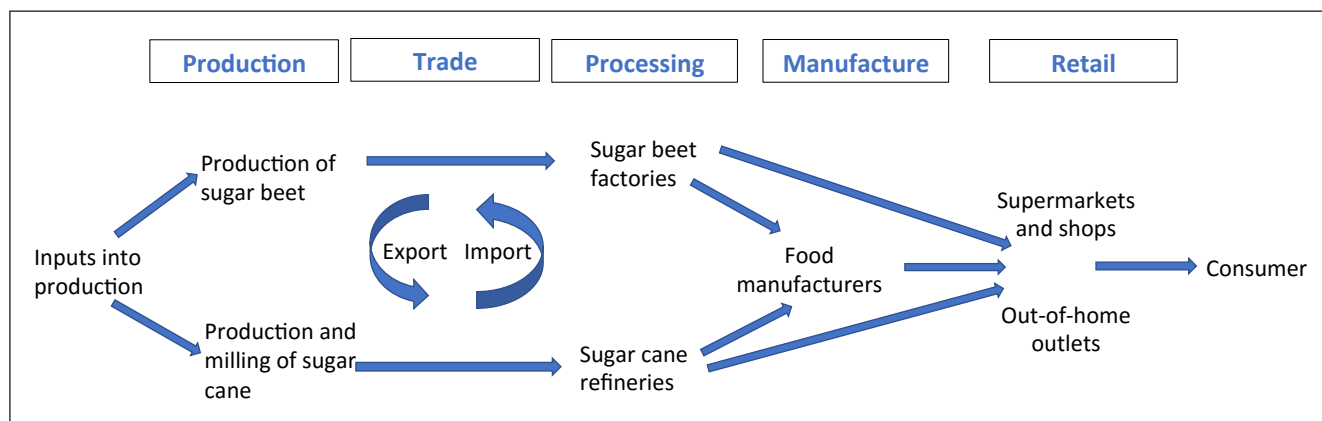 Production
Trade
Processing
Manufacture
Retail
Production of
sugar beet
Sugar beet
factories
Supermarkets
and shops
Export
Import
Inputs into
production
Food
manufacturers
Consumer
Out-of-home
outlets
Production and
milling of sugar
cane
Sugar cane
refineries